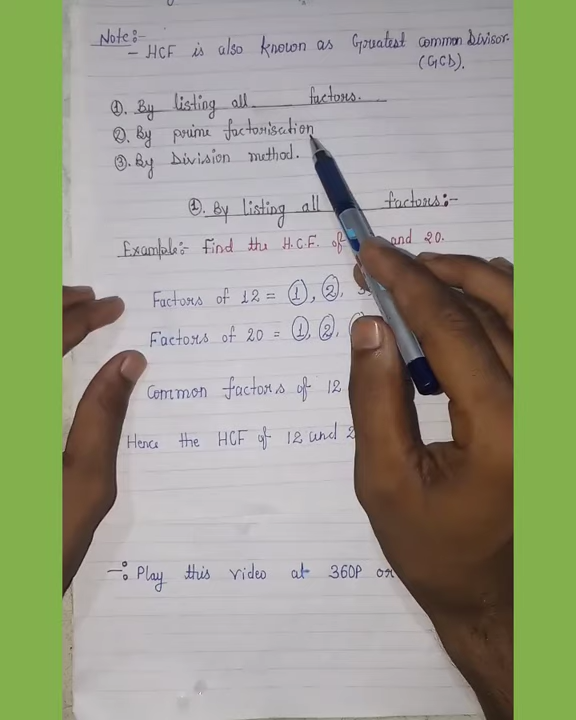 Note:-
- HCF is also known as Greatest Common Divisor.
(GCD).
①. By listing all factors.
②. By prime factorisation
③. By Division method.
①. By listing all factors:-
Example:- Find the H.C.F. of and 20.
Factors of 12 = ①, ②,
Factors of 20 = ①, ②,
Common factors of 12
Hence the HCF of 12 and
-: Play this video at 360P or